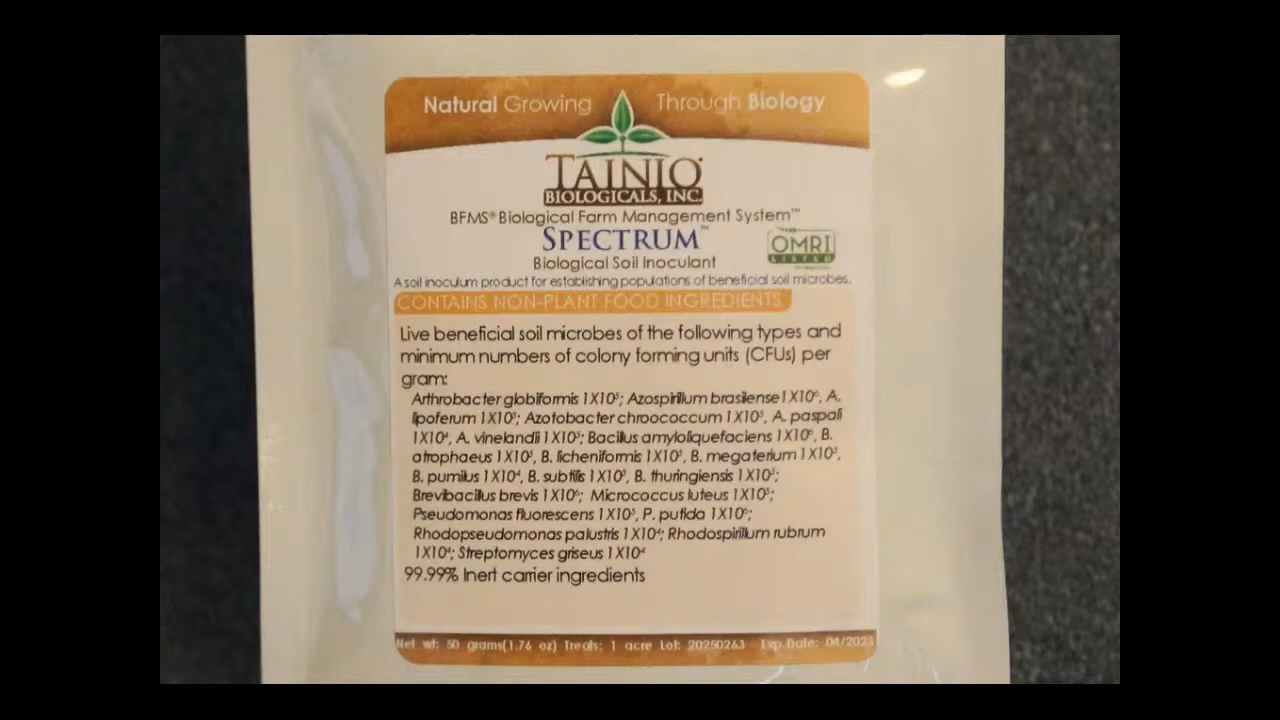 Natural Growing Through Biology
TAINIO®
BIOLOGICALS, INC.
BFMS® Biological Farm Management System™
SPECTRUM™
OMRI
LISTED
Biological Soil Inoculant
A soil inoculum product for establishing populations of beneficial soil microbes.
CONTAINS NON-PLANT FOOD INGREDIENTS
Live beneficial soil microbes of the following types and
minimum numbers of colony forming units (CFUs) per
gram:
Arthrobacter globiformis 1X10⁵; Azospirillum brasilense 1X10⁶, A.
lipoferum 1X10⁵; Azotobacter chroococcum 1X10⁵, A. paspali
1X10⁴, A. vinelandii 1X10⁵; Bacillus amyloliquefaciens 1X10⁶, B.
atrophaeus 1X10⁵, B. licheniformis 1X10⁵, B. megaterium 1X10⁵,
B. pumilus 1X10⁴, B. subtilis 1X10⁵, B. thuringiensis 1X10⁵;
Brevibacillus brevis 1X10⁶; Micrococcus luteus 1X10⁵;
Pseudomonas fluorescens 1X10⁵, P. putida 1X10⁶;
Rhodopseudomonas palustris 1X10⁴; Rhodospirillum rubrum
1X10⁴; Streptomyces griseus 1X10⁴
99.99% Inert carrier ingredients
Net wt: 50 grams(1.76 oz) Treats: 1 acre Lot: 20250263 Exp.Date: 04/2023